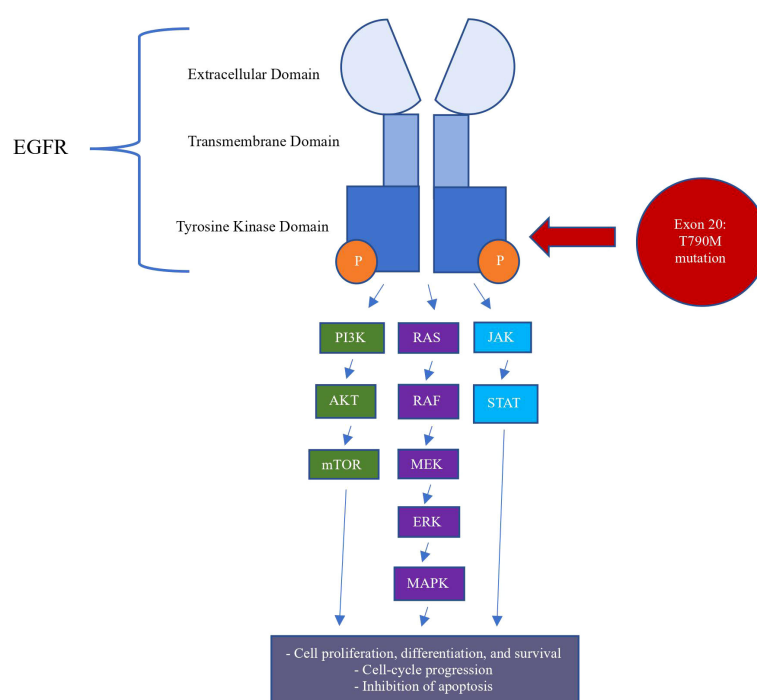 Extracellular Domain
EGFR
Transmembrane Domain
Tyrosine Kinase Domain
Exon 20:
T790M
mutation
P
P
PI3K
RAS
JAK
AKT
RAF
STAT
mTOR
MEK
ERK
MAPK
- Cell proliferation, differentiation, and survival
- Cell-cycle progression
- Inhibition of apoptosis